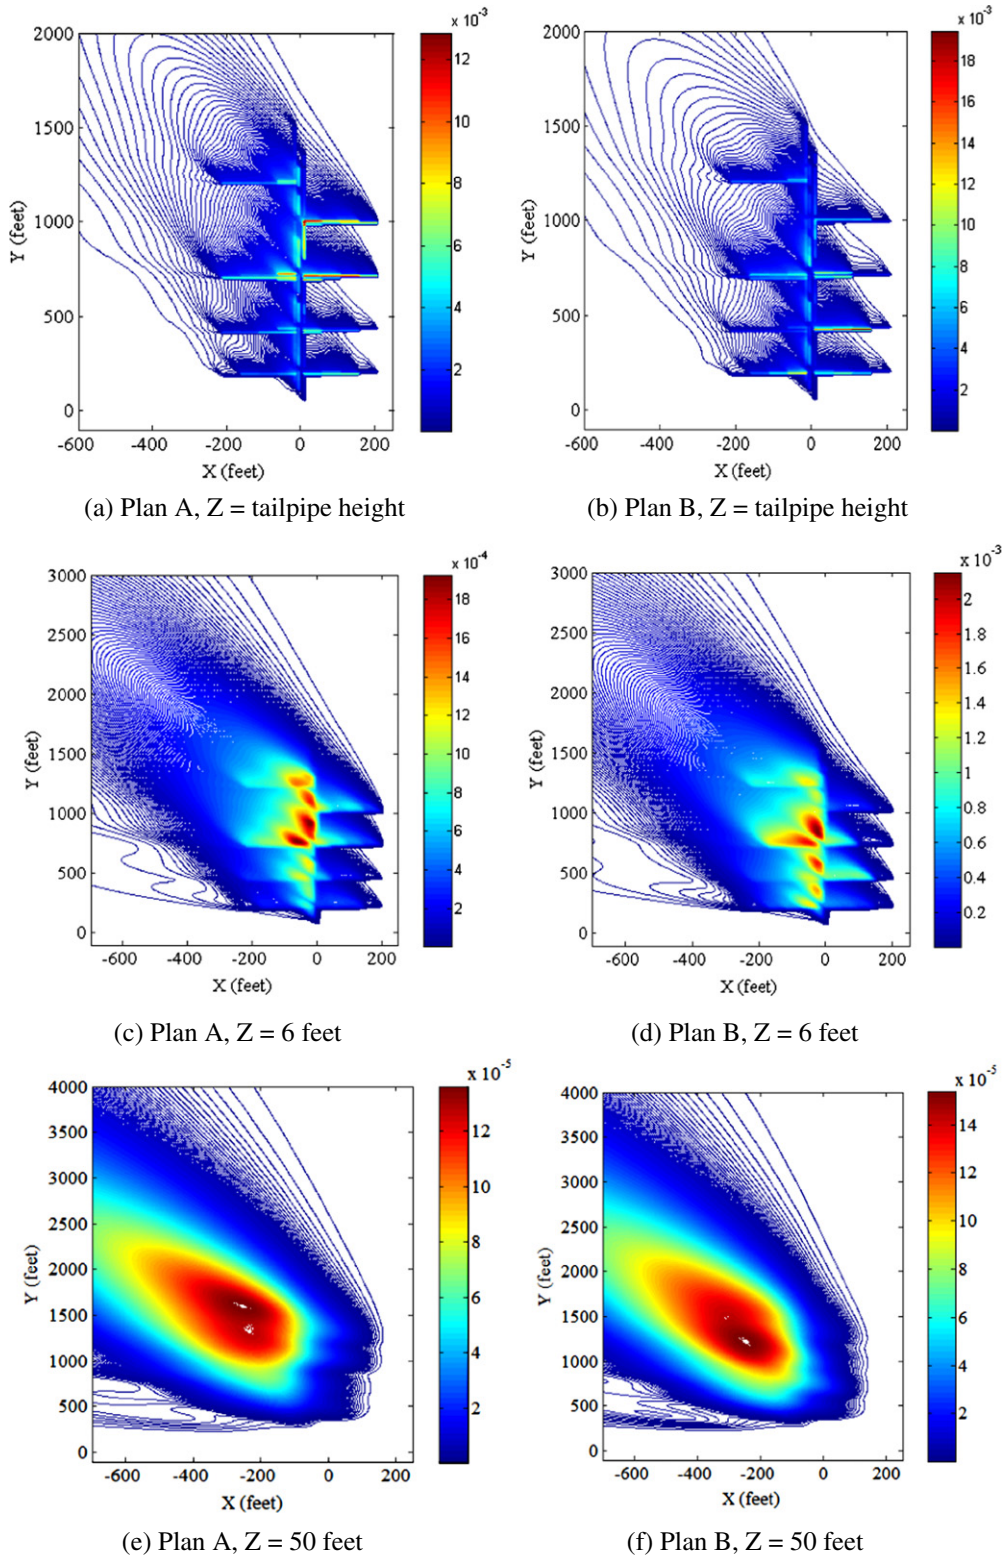 x 10⁻³
2000
1500
1000
500
0
Y (feet)
-600 -400 -200 0 200
X (feet)
12
10
8
6
4
2
(a) Plan A, Z = tailpipe height
x 10⁻³
2000
1500
1000
500
0
Y (feet)
-600 -400 -200 0 200
X (feet)
18
16
14
12
10
8
6
4
2
(b) Plan B, Z = tailpipe height
x 10⁻⁴
3000
2500
2000
1500
1000
500
0
Y (feet)
-600 -400 -200 0 200
X (feet)
18
16
14
12
10
8
6
4
2
(c) Plan A, Z = 6 feet
x 10⁻³
3000
2500
2000
1500
1000
500
0
Y (feet)
-600 -400 -200 0 200
X (feet)
2
1.8
1.6
1.4
1.2
1
0.8
0.6
0.4
0.2
(d) Plan B, Z = 6 feet
x 10⁻⁵
4000
3500
3000
2500
2000
1500
1000
500
0
Y (feet)
-600 -400 -200 0 200
X (feet)
12
10
8
6
4
2
(e) Plan A, Z = 50 feet
x 10⁻⁵
4000
3500
3000
2500
2000
1500
1000
500
0
Y (feet)
-600 -400 -200 0 200
X (feet)
14
12
10
8
6
4
2
(f) Plan B, Z = 50 feet